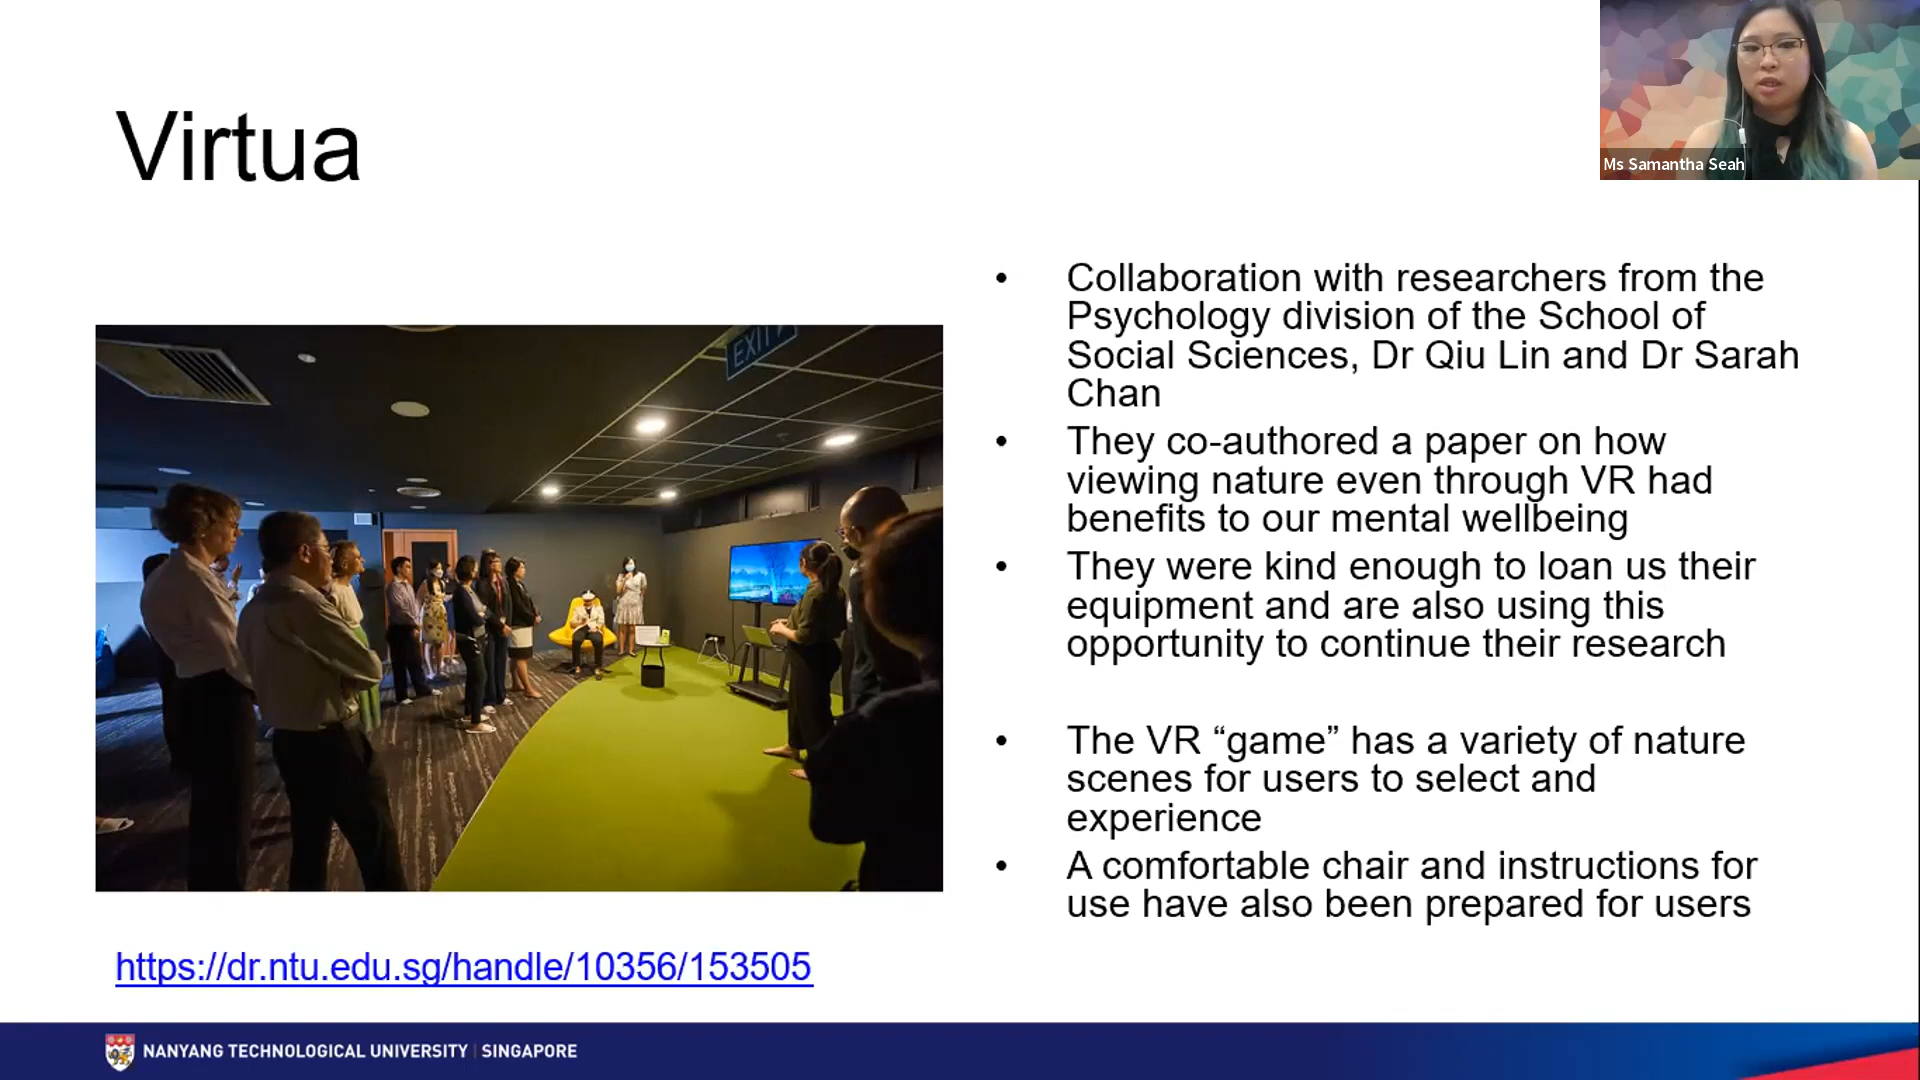 Virtua
Ms Samantha Seah
EXIT
• Collaboration with researchers from the
Psychology division of the School of
Social Sciences, Dr Qiu Lin and Dr Sarah
Chan
• They co-authored a paper on how
viewing nature even through VR had
benefits to our mental wellbeing
• They were kind enough to loan us their
equipment and are also using this
opportunity to continue their research
• The VR “game” has a variety of nature
scenes for users to select and
experience
• A comfortable chair and instructions for
use have also been prepared for users
https://dr.ntu.edu.sg/handle/10356/153505
NANYANG TECHNOLOGICAL UNIVERSITY | SINGAPORE